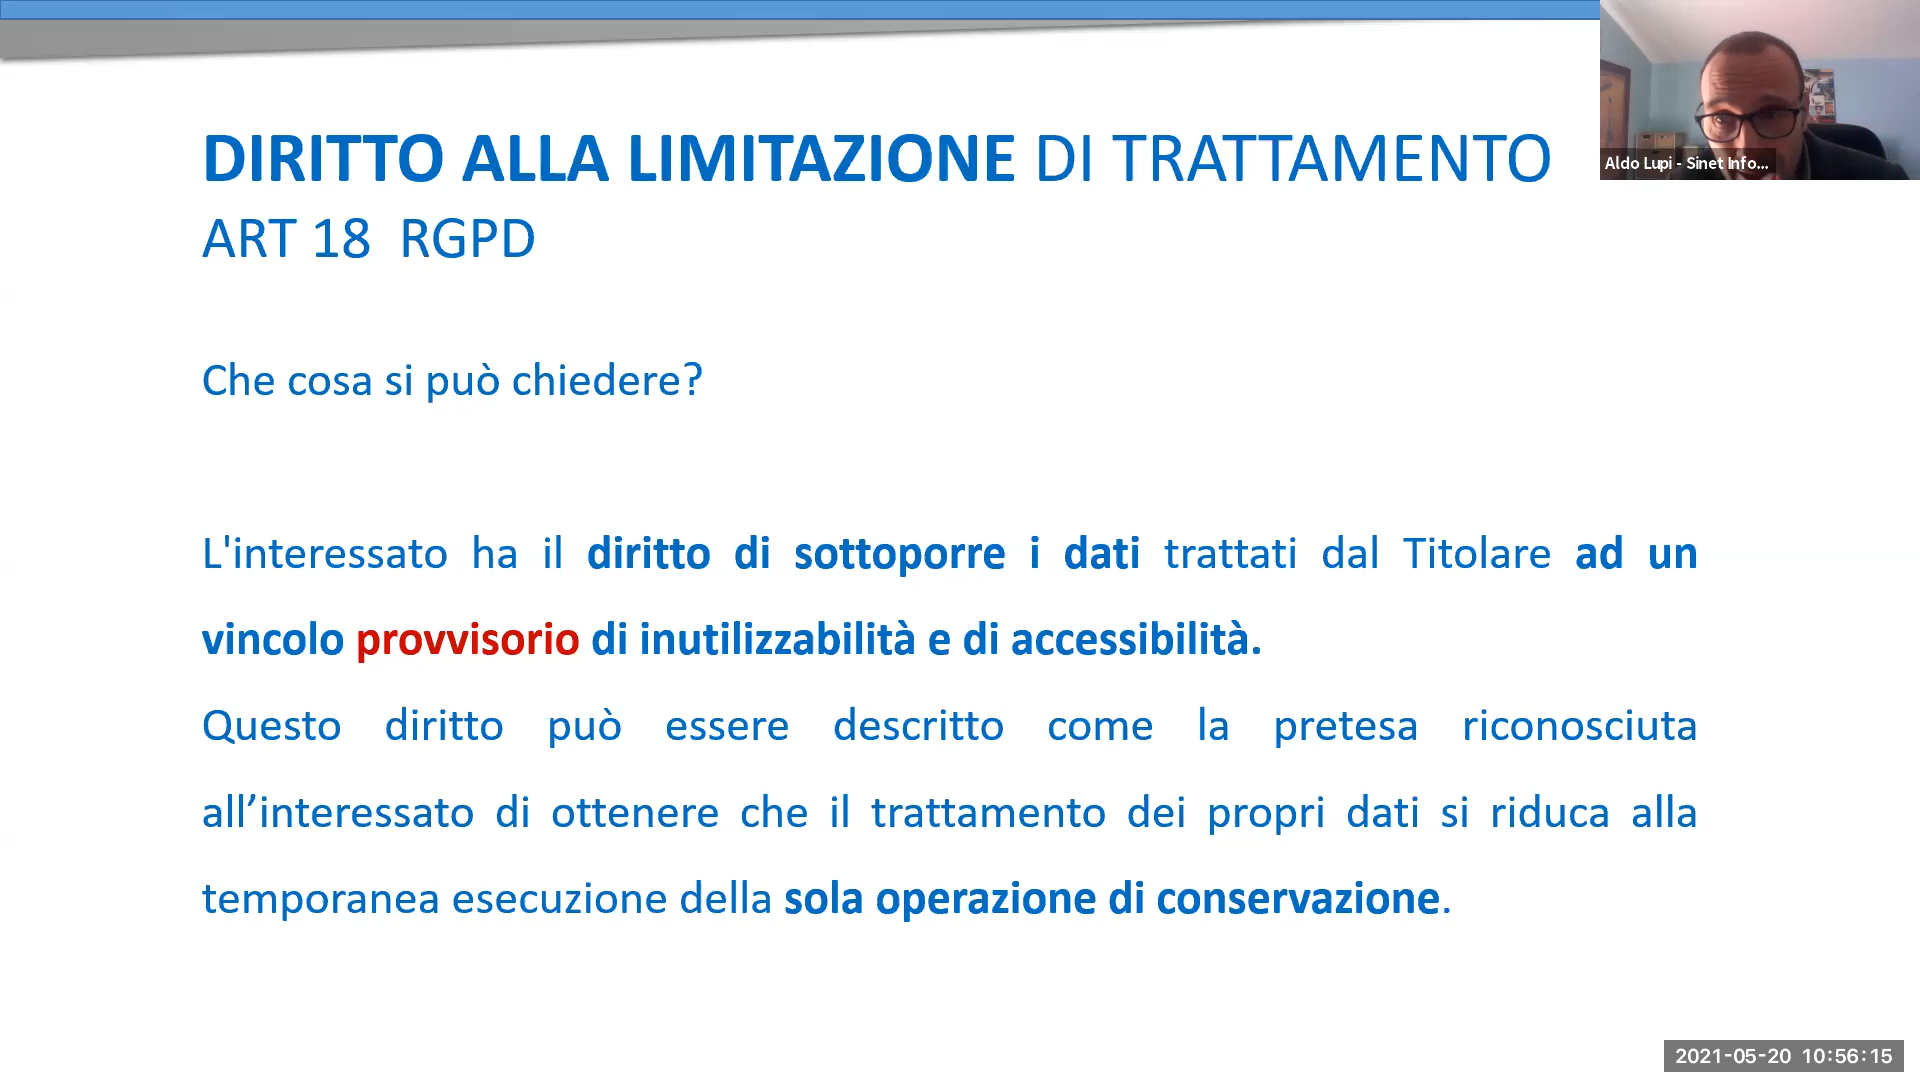 DIRITTO ALLA LIMITAZIONE DI TRATTAMENTO
ART 18 RGPD
Aldo Lupi - Sinet Info...
Che cosa si può chiedere?
L'interessato ha il diritto di sottoporre i dati trattati dal Titolare ad un
vincolo provvisorio di inutilizzabilità e di accessibilità.
Questo diritto può essere descritto come la pretesa riconosciuta
all’interessato di ottenere che il trattamento dei propri dati si riduca alla
temporanea esecuzione della sola operazione di conservazione.
2021-05-20 10:56:15